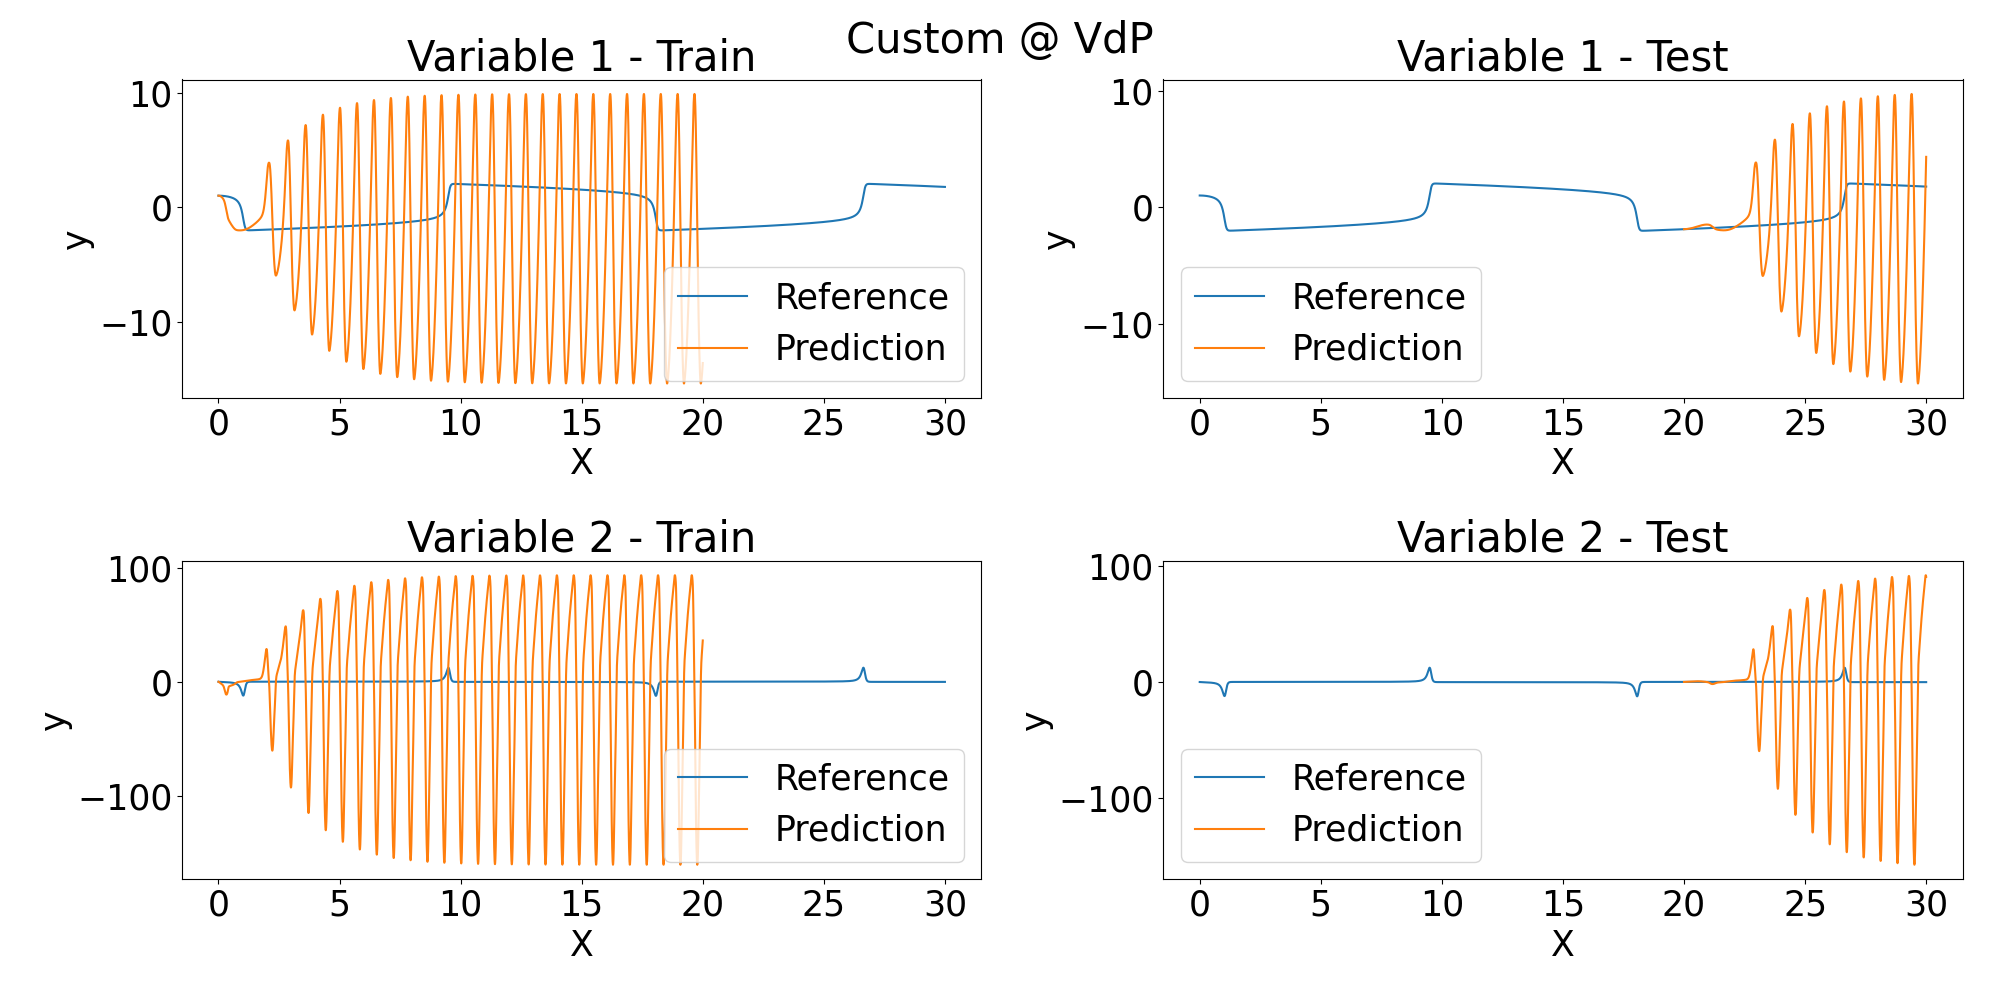 Custom @ VdP
Variable 1 - Train
10
0
−10
y
Reference
Prediction
0 5 10 15 20 25 30
X
Variable 1 - Test
10
0
−10
y
Reference
Prediction
0 5 10 15 20 25 30
X
Variable 2 - Train
100
0
−100
y
Reference
Prediction
0 5 10 15 20 25 30
X
Variable 2 - Test
100
0
−100
y
Reference
Prediction
0 5 10 15 20 25 30
X